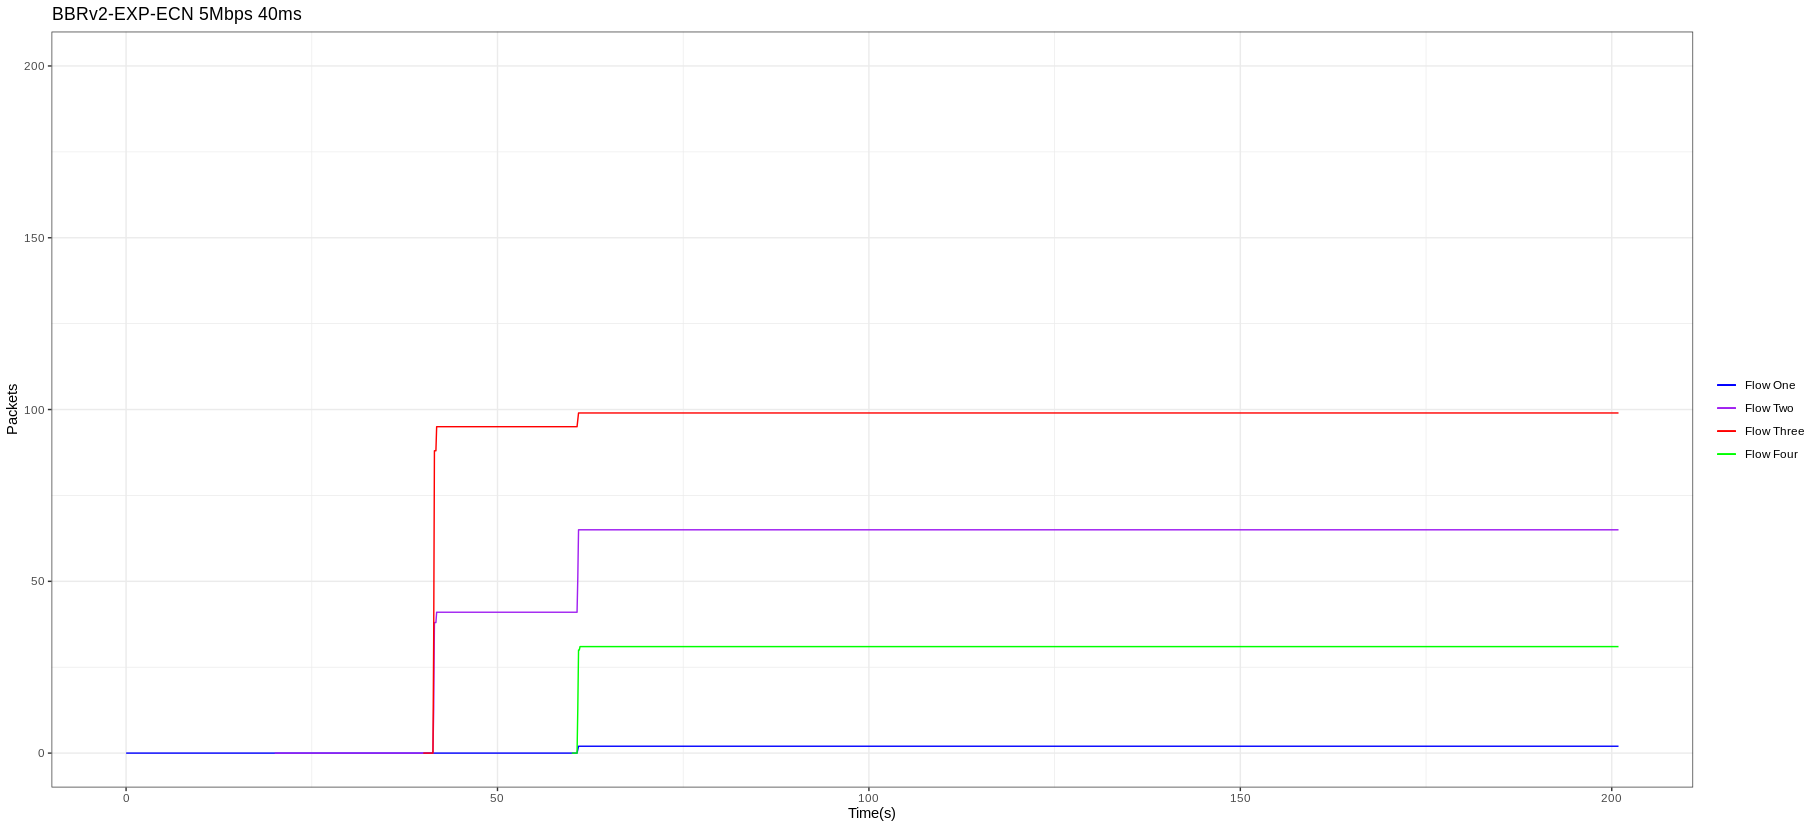 BBRv2-EXP-ECN 5Mbps 40ms
200
150
100
50
0
Packets
0 50 100 150 200
Time(s)
Flow One
Flow Two
Flow Three
Flow Four